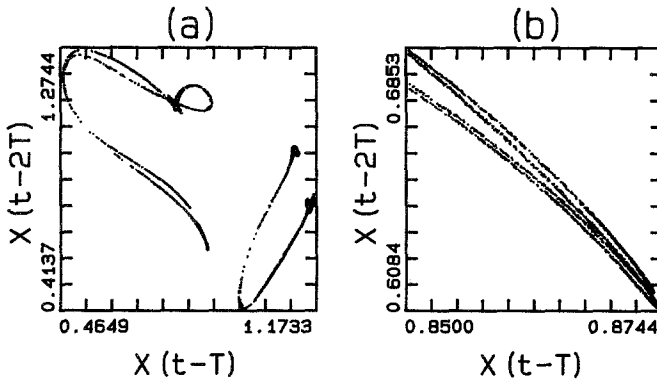 (a)
(b)
X (t-2T)
1.2744
0.4137
0.4649
1.1733
X (t-T)
X (t-2T)
0.6853
0.6084
0.8500
0.8744
X (t-T)